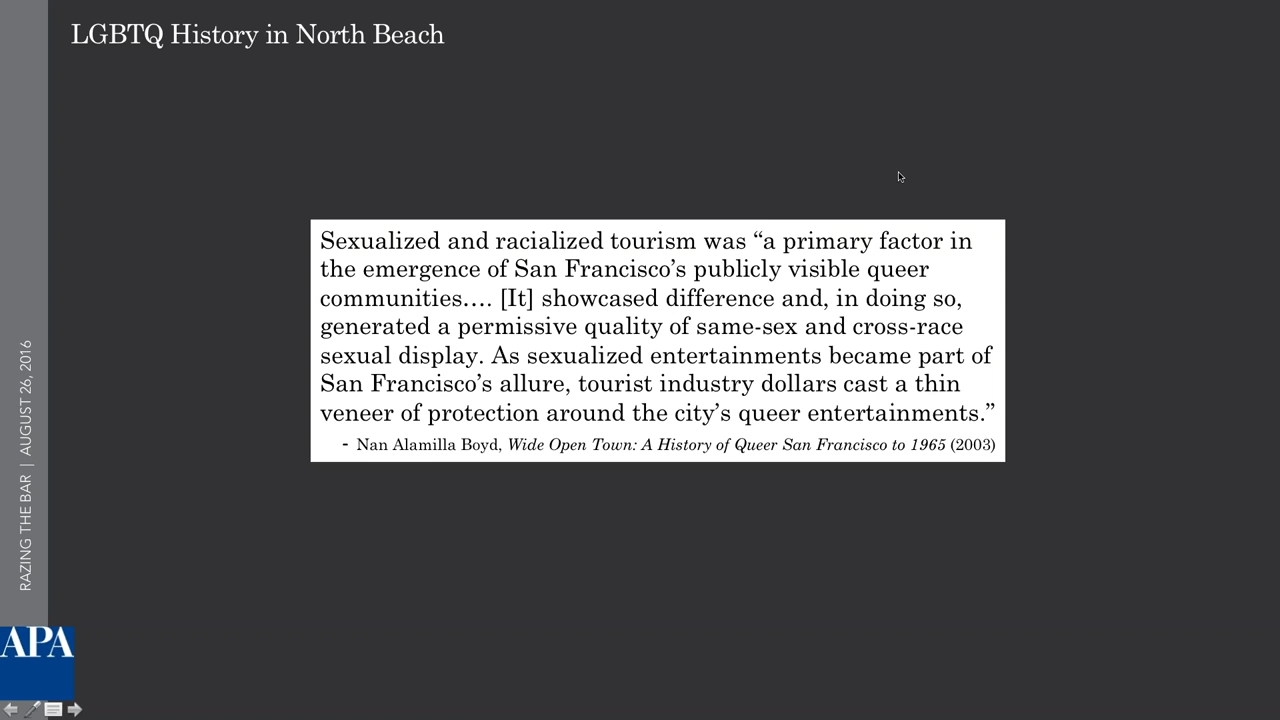 LGBTQ History in North Beach
Sexualized and racialized tourism was “a primary factor in
the emergence of San Francisco’s publicly visible queer
communities…. [It] showcased difference and, in doing so,
generated a permissive quality of same-sex and cross-race
sexual display. As sexualized entertainments became part of
San Francisco’s allure, tourist industry dollars cast a thin
veneer of protection around the city’s queer entertainments.”
- Nan Alamilla Boyd, Wide Open Town: A History of Queer San Francisco to 1965 (2003)
RAZING THE BAR | AUGUST 26, 2016
APA